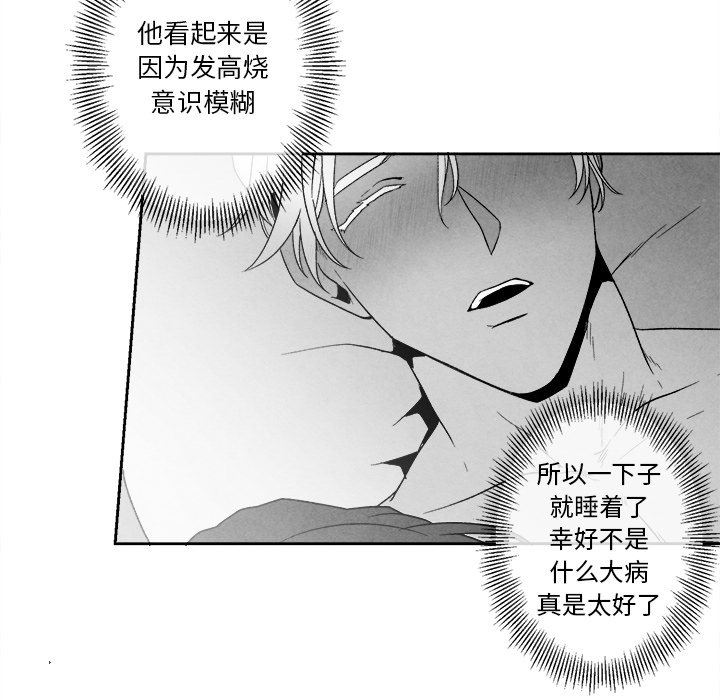 他看起来是
因为发高烧
意识模糊
所以一下子
就睡着了
幸好不是
什么大病
真是太好了